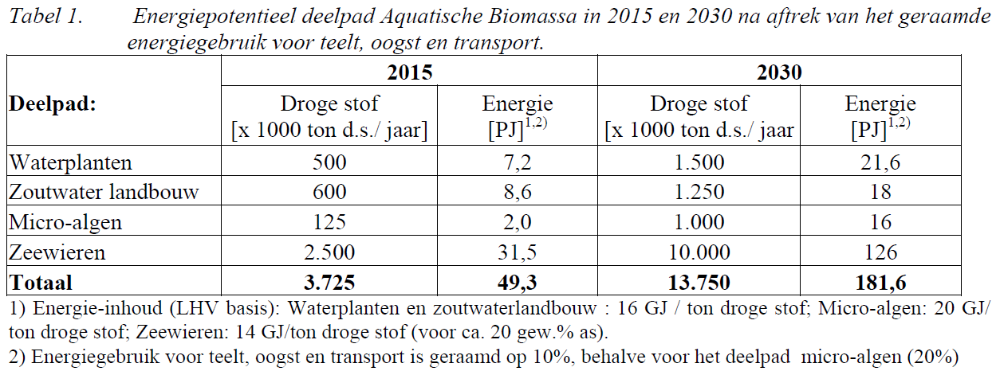 Tabel 1. Energiepotentieel deelpad Aquatische Biomassa in 2015 en 2030 na aftrek van het geraamde
energiegebruik voor teelt, oogst en transport.
Deelpad: 2015 2030
Droge stof Energie Droge stof Energie
[x 1000 ton d.s./ jaar] [PJ]1,2) [x 1000 ton d.s./ jaar [PJ]1,2)
Waterplanten 500 7,2 1.500 21,6
Zoutwater landbouw 600 8,6 1.250 18
Micro-algen 125 2,0 1.000 16
Zeewieren 2.500 31,5 10.000 126
Totaal 3.725 49,3 13.750 181,6
1) Energie-inhoud (LHV basis): Waterplanten en zoutwaterlandbouw : 16 GJ / ton droge stof; Micro-algen: 20 GJ/
ton droge stof; Zeewieren: 14 GJ/ton droge stof (voor ca. 20 gew.% as).
2) Energiegebruik voor teelt, oogst en transport is geraamd op 10%, behalve voor het deelpad micro-algen (20%)